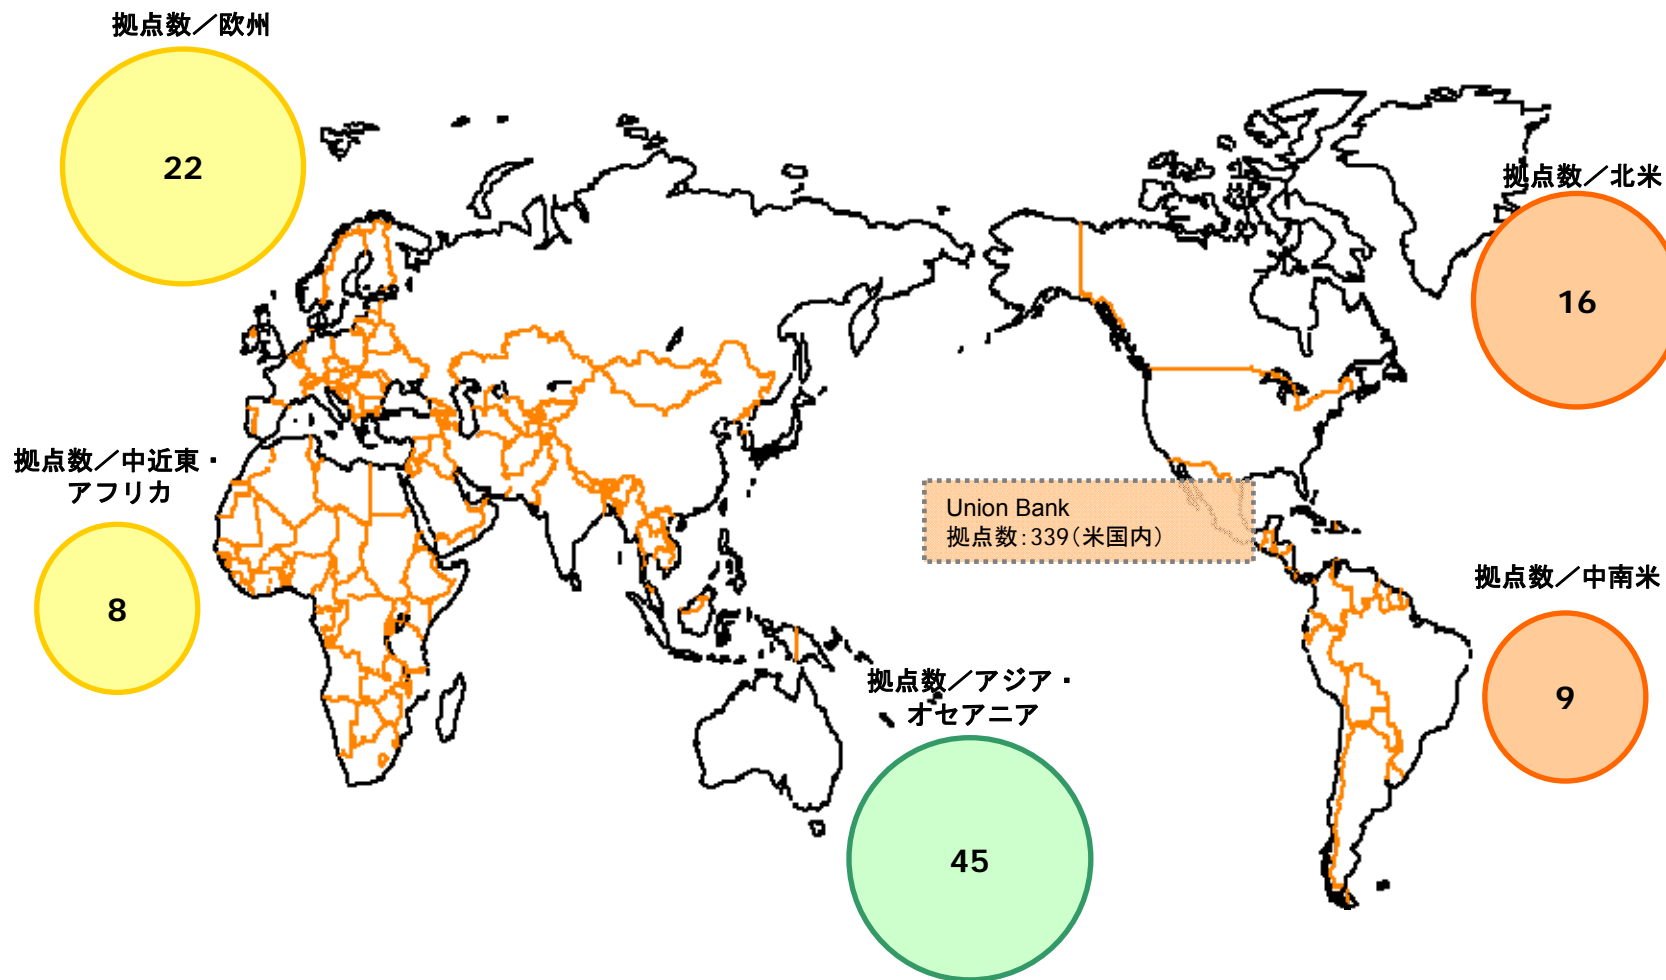 拠点数／欧州
22
拠点数／北米
16
拠点数／中近東・
アフリカ
8
Union Bank
拠点数：339（米国内）
拠点数／中南米
9
拠点数／アジア・
オセアニア
45